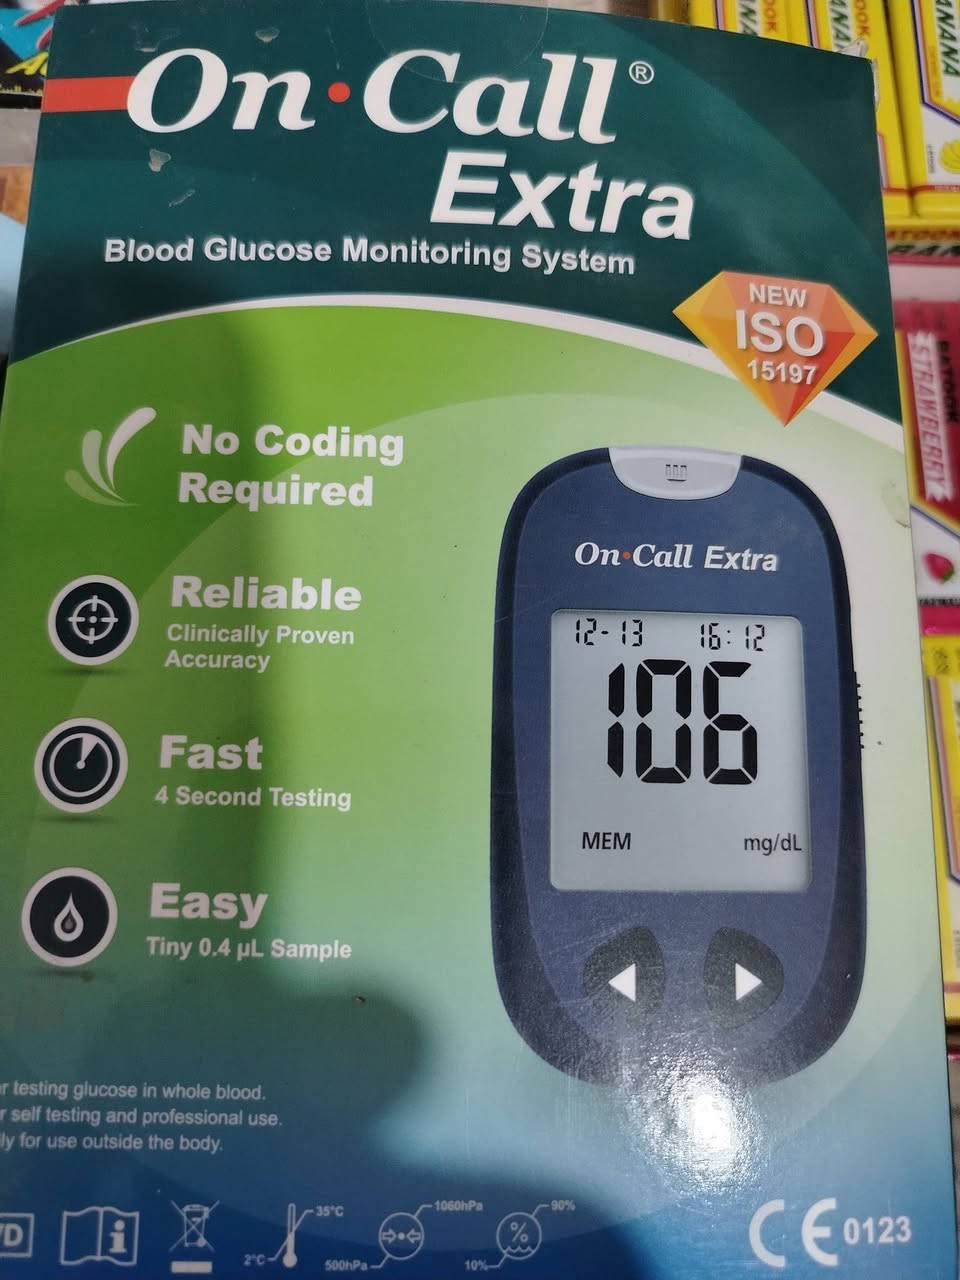 On·Call®
Extra
Blood Glucose Monitoring System
NEW
ISO
15197
No Coding
Required
Reliable
Clinically Proven
Accuracy
Fast
4 Second Testing
Easy
Tiny 0.4 µL Sample
On·Call Extra
12-13 16:12
106
MEM mg/dL
testing glucose in whole blood.
self testing and professional use.
for use outside the body.
35°C
2°C
1060hPa
500hPa
90%
%
10%
i
CE 0123
STRAWBERRY